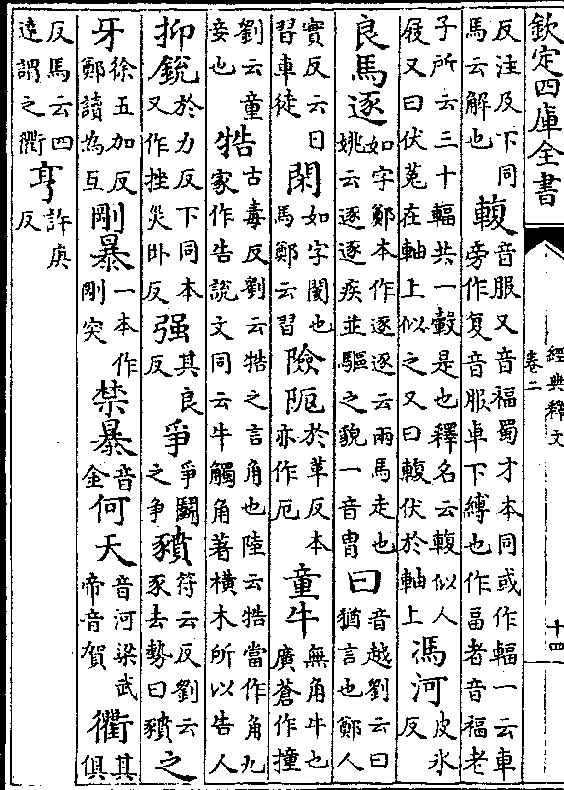 欽定四庫全書
經典釋文
卷二
十四
反注及下同馬云解也輹音服又音福蜀才本同或作輻一云車旁作复音服車下縛也作畐者音福老
子所云三十輻共一轂是也釋名云輹似人屐又曰伏菟在軸上似之又曰輹伏於軸上馮河皮冰反
良馬逐如字鄭本作逐逐云兩馬走也姚云逐逐疾並驅之貌一音胄曰音越劉云曰猶言也鄭人
實反云日習車徒閑如字閡也馬鄭云習險阨於革反本亦作厄童牛無角牛也廣蒼作撞
劉云童妾也牿古毒反劉云牿之言角也陸云牿當作角九家作告說文同云牛觸角著橫木所以告人
抑銳於力反下同本又作挫災卧反强其良反爭爭鬬之爭豶符云反劉云豕去勢曰豶之
牙徐五加反鄭讀為互剛暴一本作剛突禁暴音金何天音河梁武帝音賀衢其俱
反馬云四達謂之衢亨許庚反